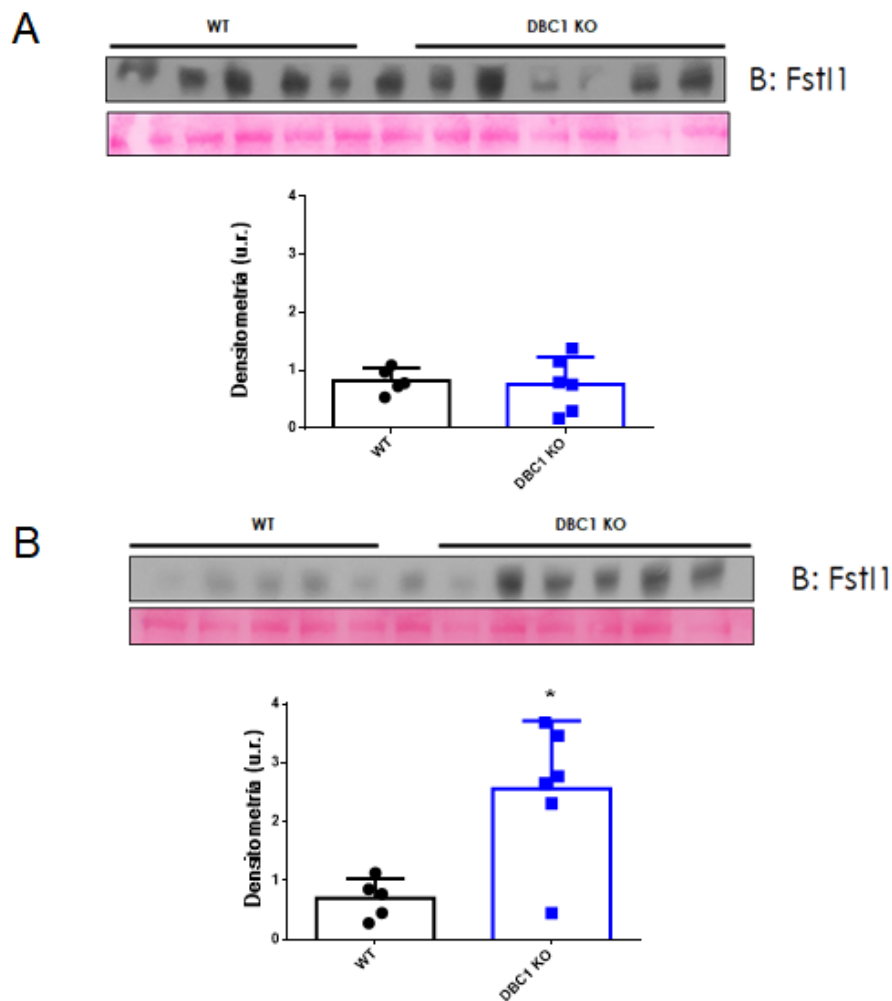 A
WT DBC1 KO
B: Fstl1
Densitometría (u.r.)
4
3
2
1
0
WT DBC1 KO
B
WT DBC1 KO
B: Fstl1
Densitometría (u.r.)
*
4
3
2
1
0
WT DBC1 KO